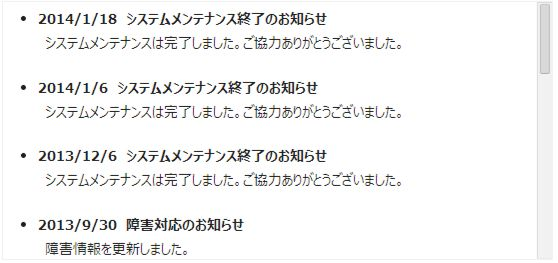 • 2014/1/18 システムメンテナンス終了のお知らせ
システムメンテナンスは完了しました。ご協力ありがとうございました。
• 2014/1/6 システムメンテナンス終了のお知らせ
システムメンテナンスは完了しました。ご協力ありがとうございました。
• 2013/12/6 システムメンテナンス終了のお知らせ
システムメンテナンスは完了しました。ご協力ありがとうございました。
• 2013/9/30 障害対応のお知らせ
障害情報を更新しました。